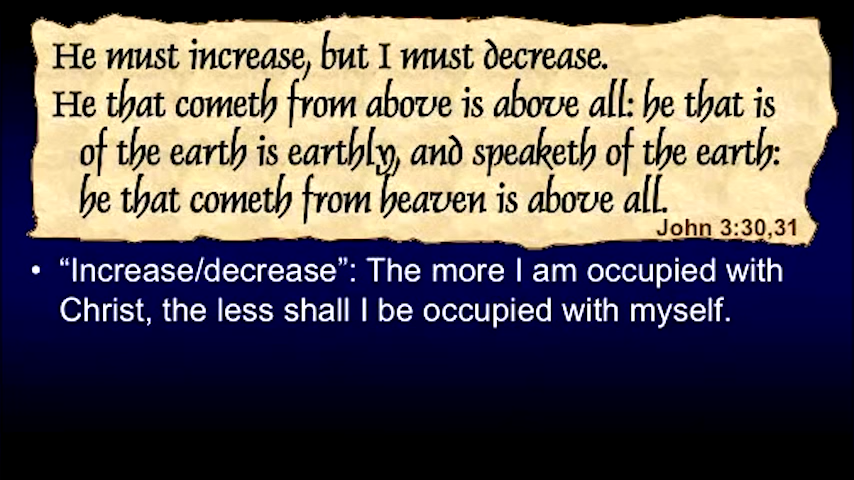 He must increase, but I must decrease.
He that cometh from above is above all: he that is
of the earth is earthly, and speaketh of the earth:
he that cometh from heaven is above all.
John 3:30,31
• “Increase/decrease”: The more I am occupied with
Christ, the less shall I be occupied with myself.